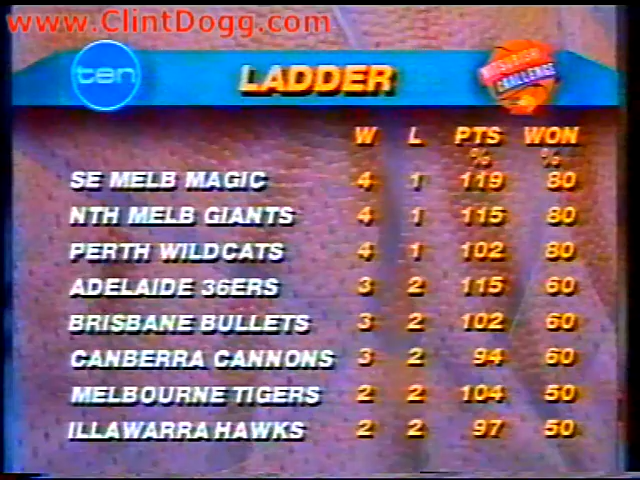 www.ClintDogg.com
ten LADDER MITSUBISHI CHALLENGE
W L PTS % WON %
SE MELB MAGIC 4 1 119 80
NTH MELB GIANTS 4 1 115 80
PERTH WILDCATS 4 1 102 80
ADELAIDE 36ERS 3 2 115 60
BRISBANE BULLETS 3 2 102 60
CANBERRA CANNONS 3 2 94 60
MELBOURNE TIGERS 2 2 104 50
ILLAWARRA HAWKS 2 2 97 50